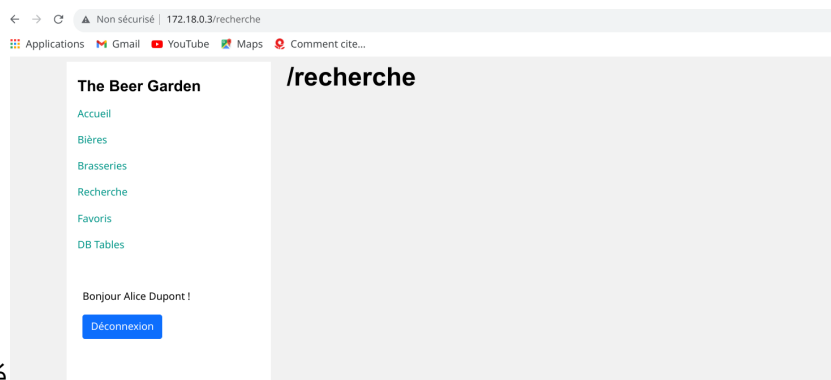 Non sécurisé | 172.18.0.3/recherche
Applications Gmail YouTube Maps Comment cite...
The Beer Garden
/recherche
Accueil
Bières
Brasseries
Recherche
Favoris
DB Tables
Bonjour Alice Dupont !
Déconnexion